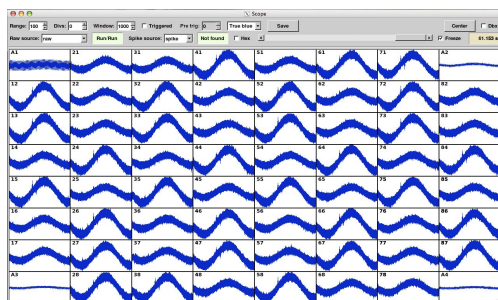 Scope
Range: 100 Divs: 0 Window: 1000 Triggered Pre trig: 0 True blue Save Center
Raw source: raw Run/Run Spike source: spike Not found Hex Freeze 61.153 s
A1 21 31 41 51 61 71 A2
12 22 32 42 52 62 72 82
13 23 33 43 53 63 73 83
14 24 34 44 54 64 74 84
15 25 35 45 55 65 75 85
16 26 36 46 56 66 76 86
17 27 37 47 57 67 77 87
A3 28 38 48 58 68 78 A4